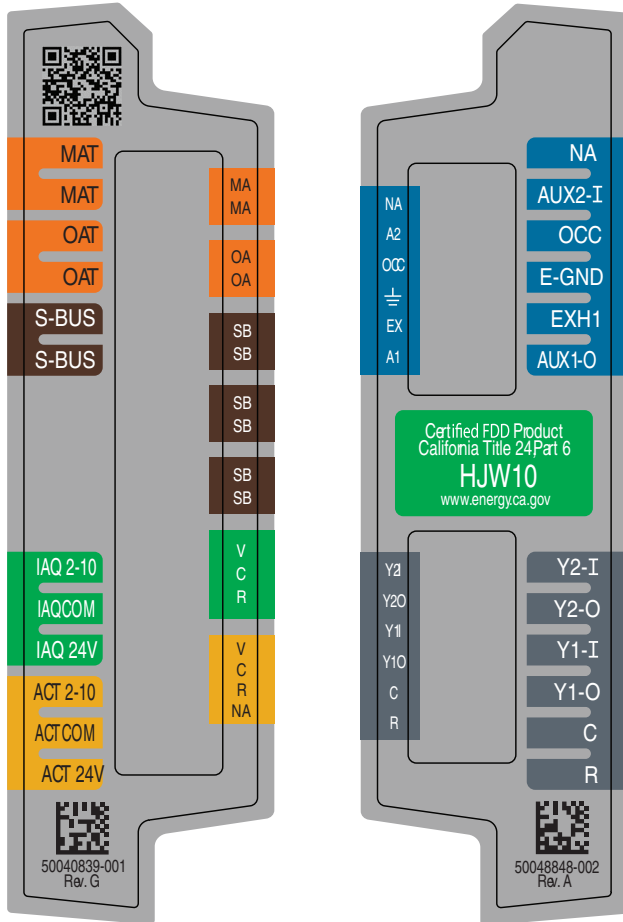 MAT
MAT
OAT
OAT
S-BUS
S-BUS
IAQ 2-10
IAQCOM
IAQ 24V
ACT 2-10
ACTCOM
ACT 24V
50040839-001
Rev. G
MA
MA
OA
OA
SB
SB
SB
SB
SB
SB
V
C
R
V
C
R
NA
NA
A2
OCC
EX
A1
Y2I
Y2O
Y1I
Y1O
C
R
Certified FDD Product
California Title 24,Part 6
HJW10
www.energy.ca.gov
NA
AUX2-I
OCC
E-GND
EXH1
AUX1-O
Y2-I
Y2-O
Y1-I
Y1-O
C
R
50048848-002
Rev. A